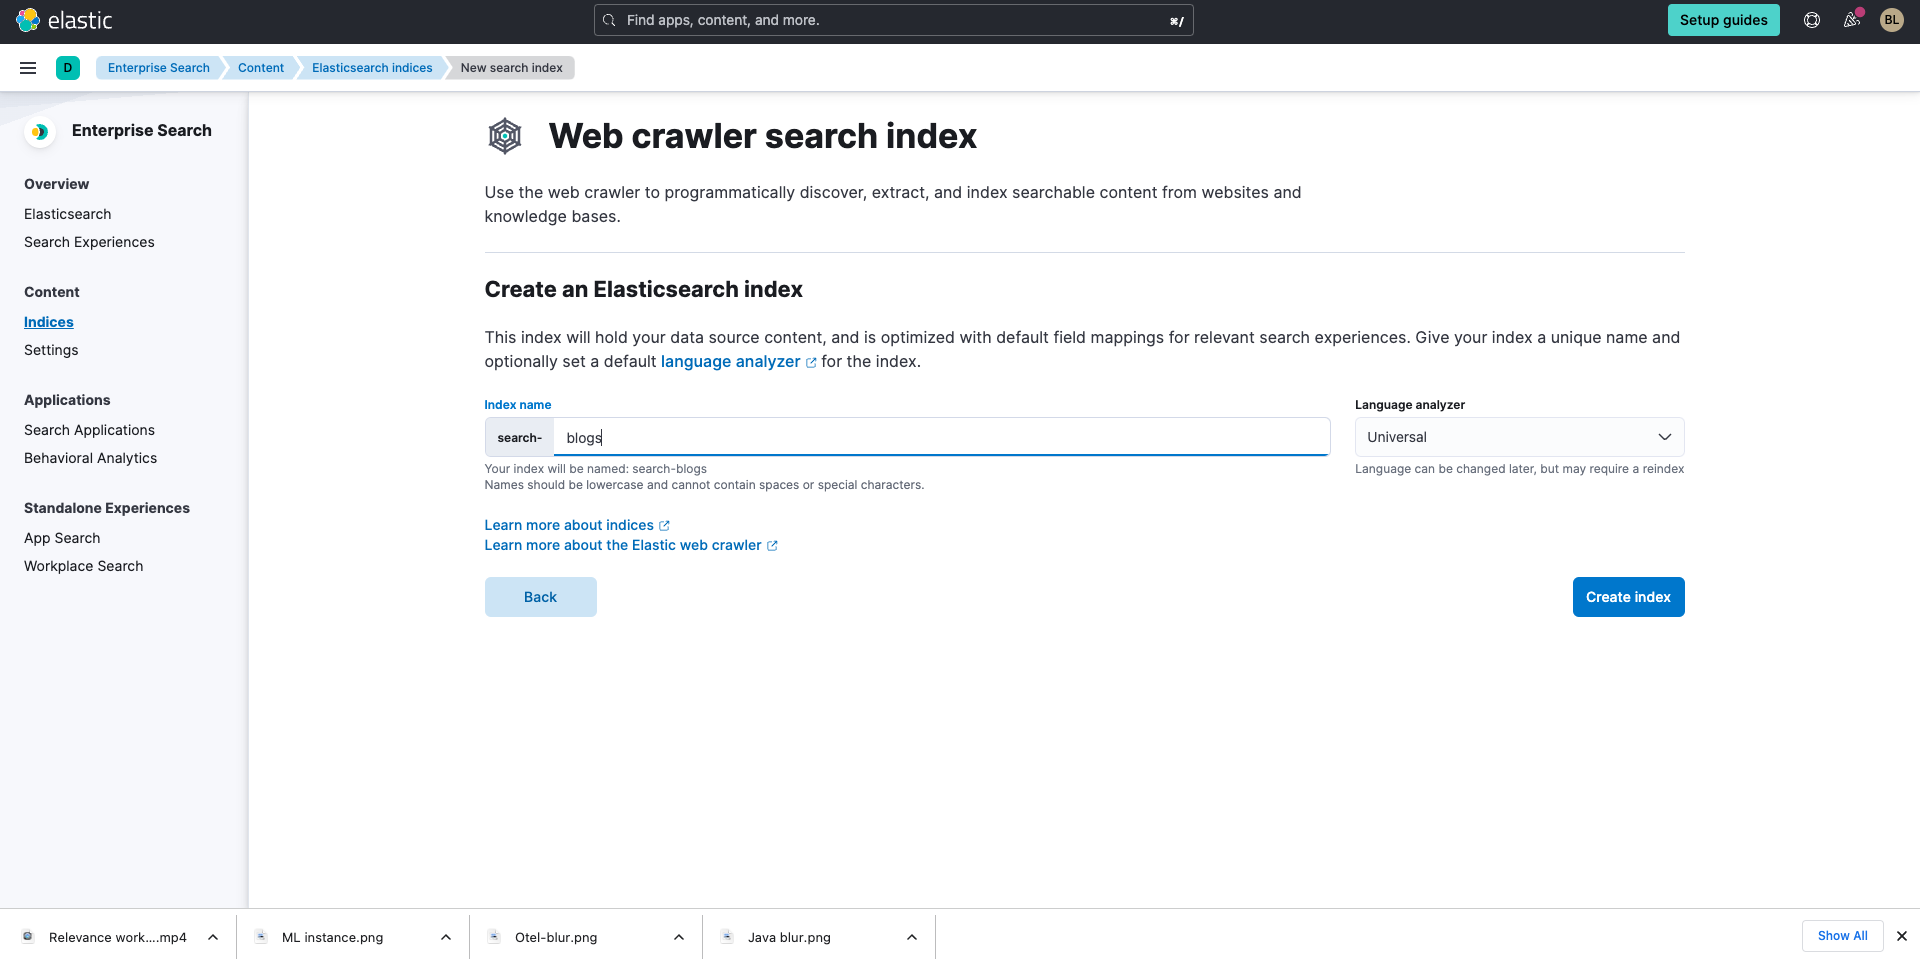 elastic
Find apps, content, and more.
⌘/
Setup guides
BL
D
Enterprise Search
Content
Elasticsearch indices
New search index
Enterprise Search
Overview
Elasticsearch
Search Experiences
Content
Indices
Settings
Applications
Search Applications
Behavioral Analytics
Standalone Experiences
App Search
Workplace Search
Web crawler search index
Use the web crawler to programmatically discover, extract, and index searchable content from websites and
knowledge bases.
Create an Elasticsearch index
This index will hold your data source content, and is optimized with default field mappings for relevant search experiences. Give your index a unique name and
optionally set a default language analyzer for the index.
Index name
search-
blogs
Your index will be named: search-blogs
Names should be lowercase and cannot contain spaces or special characters.
Language analyzer
Universal
Language can be changed later, but may require a reindex
Learn more about indices
Learn more about the Elastic web crawler
Back
Create index
Relevance work....mp4
ML instance.png
Otel-blur.png
Java blur.png
Show All